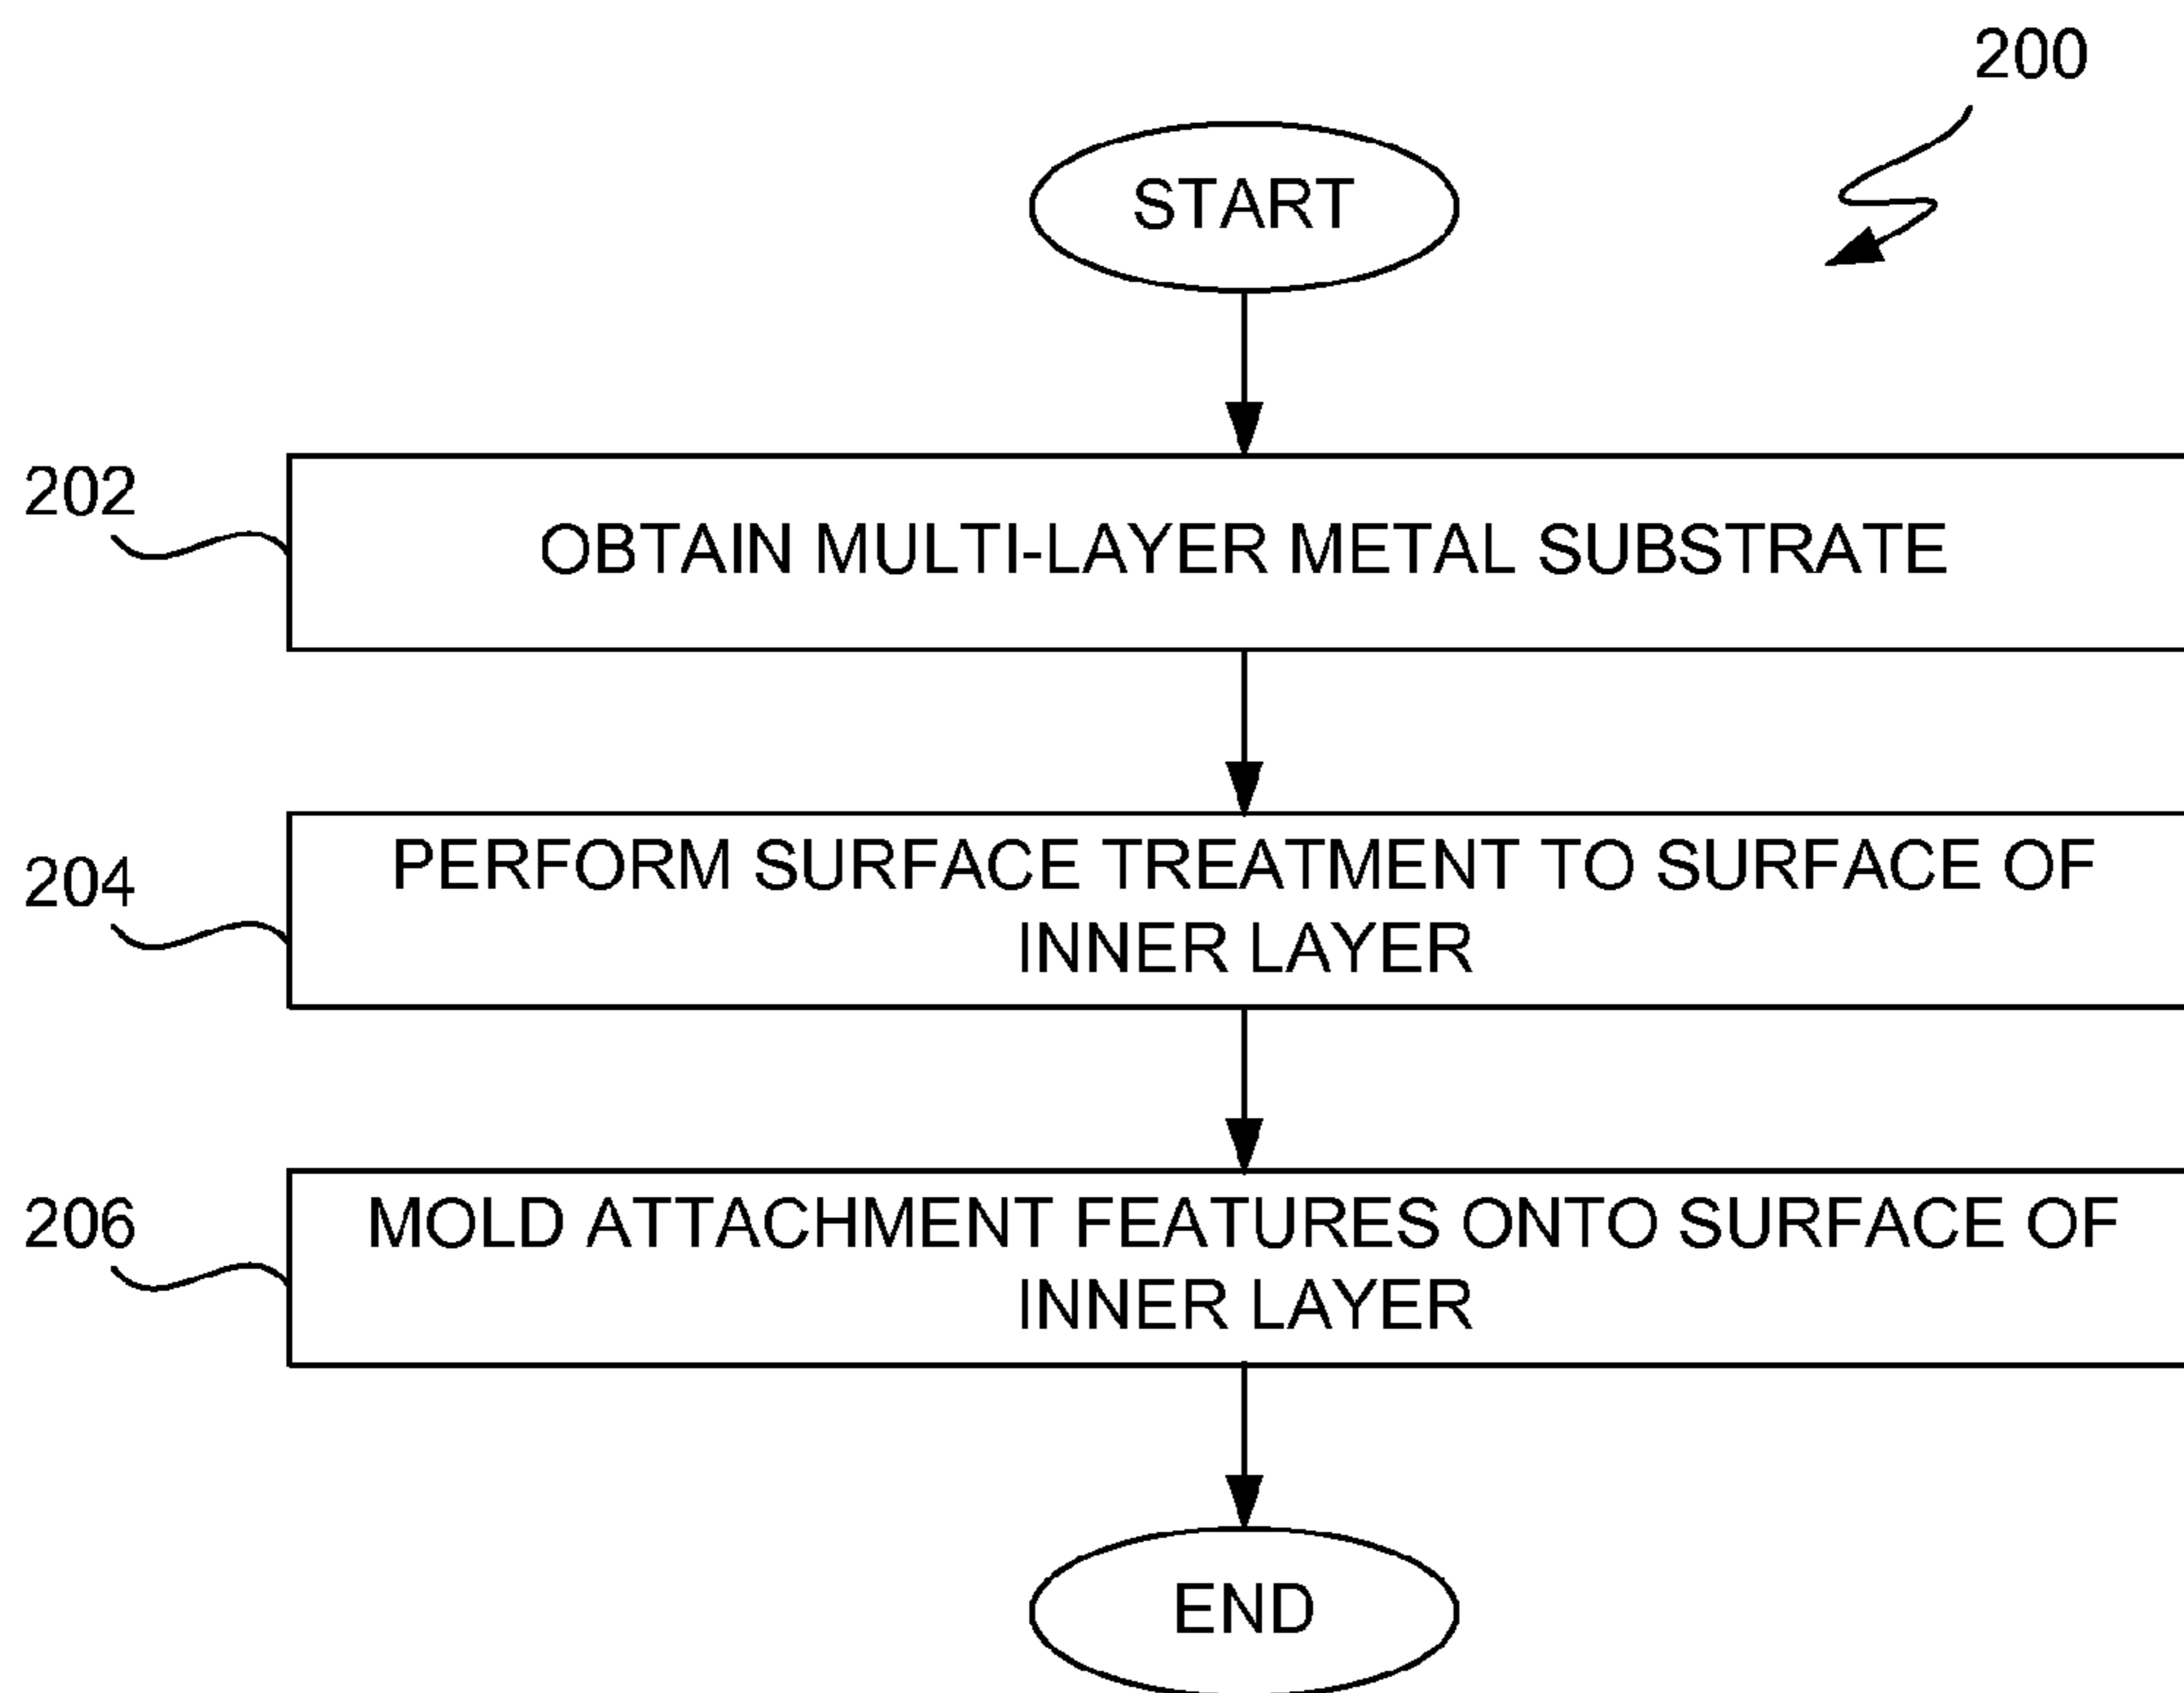 200
START
202
OBTAIN MULTI-LAYER METAL SUBSTRATE
204
PERFORM SURFACE TREATMENT TO SURFACE OF
INNER LAYER
206
MOLD ATTACHMENT FEATURES ONTO SURFACE OF
INNER LAYER
END